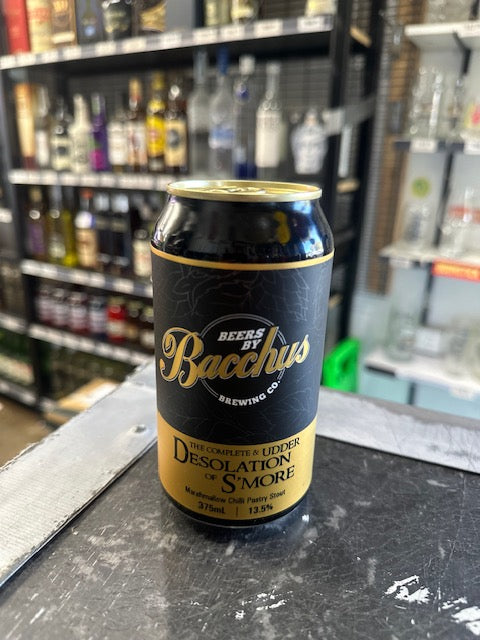 BEERS
BY
Bacchus
BREWING CO.
THE COMPLETE & UDDER
DESOLATION
OF S'MORE
Marshmallow Chilli Pastry Stout
375mL | 13.5%